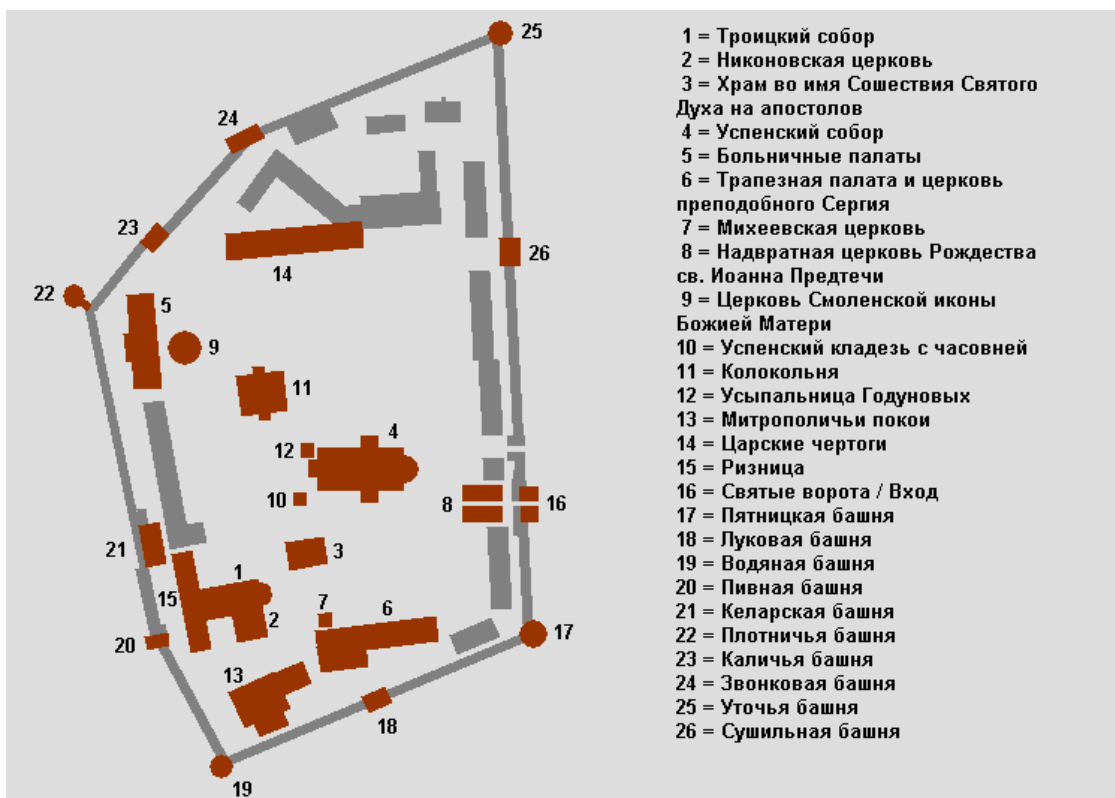 25
24
23
26
14
22
5
9
11
4
12
10
8
16
21
3
1
15
7
6
2
20
17
13
18
19
1 = Троицкий собор
2 = Никоновская церковь
3 = Храм во имя Сошествия Святого
Духа на апостолов
4 = Успенский собор
5 = Больничные палаты
6 = Трапезная палата и церковь
преподобного Сергия
7 = Михеевская церковь
8 = Надвратная церковь Рождества
св. Иоанна Предтечи
9 = Церковь Смоленской иконы
Божией Матери
10 = Успенский кладезь с часовней
11 = Колокольня
12 = Усыпальница Годуновых
13 = Митрополичьи покои
14 = Царские чертоги
15 = Ризница
16 = Святые ворота / Вход
17 = Пятницкая башня
18 = Луковая башня
19 = Водяная башня
20 = Пивная башня
21 = Келарская башня
22 = Плотничья башня
23 = Каличья башня
24 = Звонковая башня
25 = Уточья башня
26 = Сушильная башня